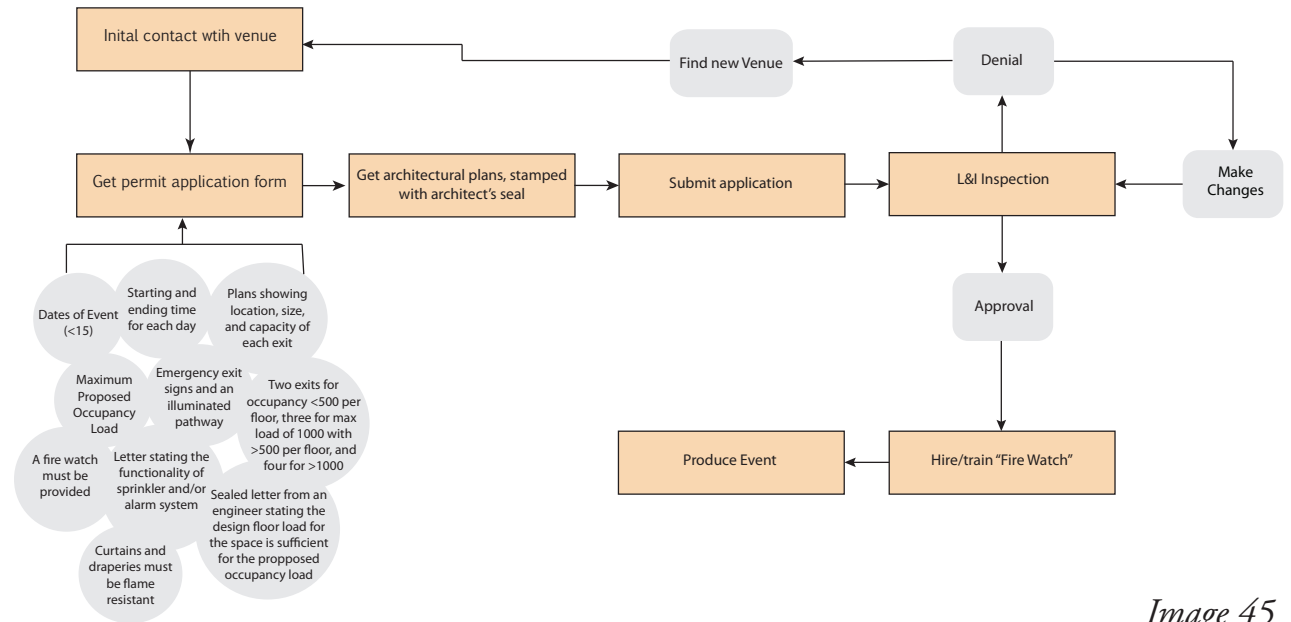 Inital contact wtih venue
Find new Venue
Denial
Get permit application form
Get architectural plans, stamped
with architect's seal
Submit application
L&I Inspection
Make
Changes
Approval
Hire/train "Fire Watch"
Produce Event
Dates of Event
(<15)
Starting and
ending time
for each day
Plans showing
location, size,
and capacity of
each exit
Maximum
Proposed
Occupancy
Load
Emergency exit
signs and an
illuminated
pathway
Two exits for
occupancy <500 per
floor, three for max
load of 1000 with
>500 per floor, and
four for >1000
A fire watch
must be
provided
Letter stating the
functionality of
sprinkler and/or
alarm system
Sealed letter from an
engineer stating the
design floor load for
the space is sufficient
for the propposed
occupancy load
Curtains and
draperies must
be flame
resistant
Image 45